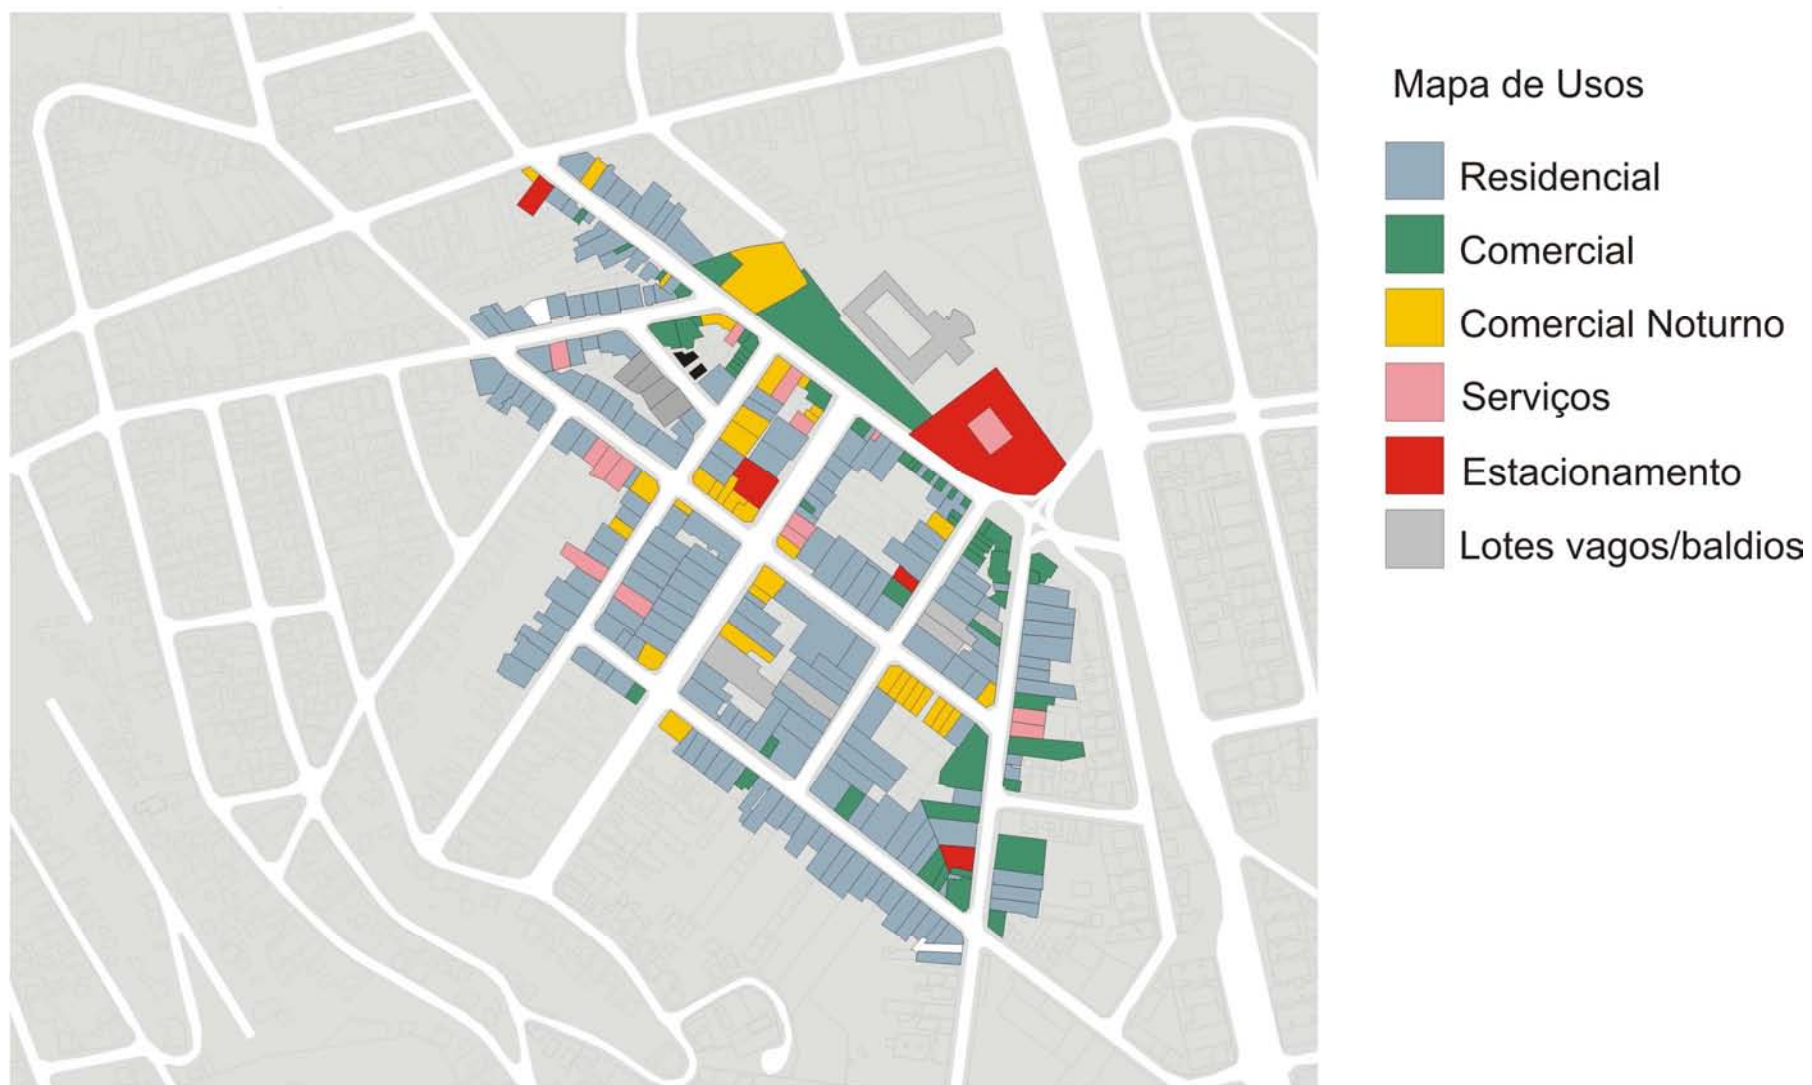 Mapa de Usos
Residencial
Comercial
Comercial Noturno
Serviços
Estacionamento
Lotes vagos/baldios